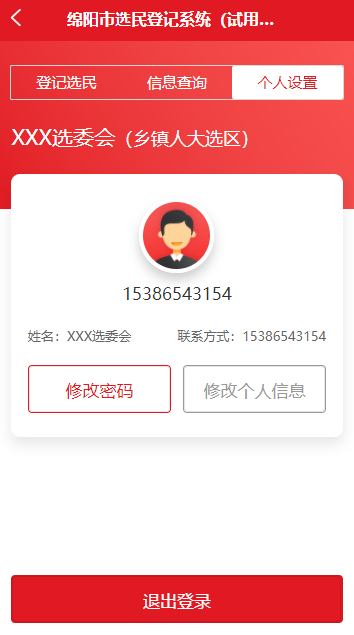 绵阳市选民登记系统（试用...
登记选民 信息查询 个人设置
XXX选委会（乡镇人大选区）
15386543154
姓名：XXX选委会 联系方式：15386543154
修改密码 修改个人信息
退出登录